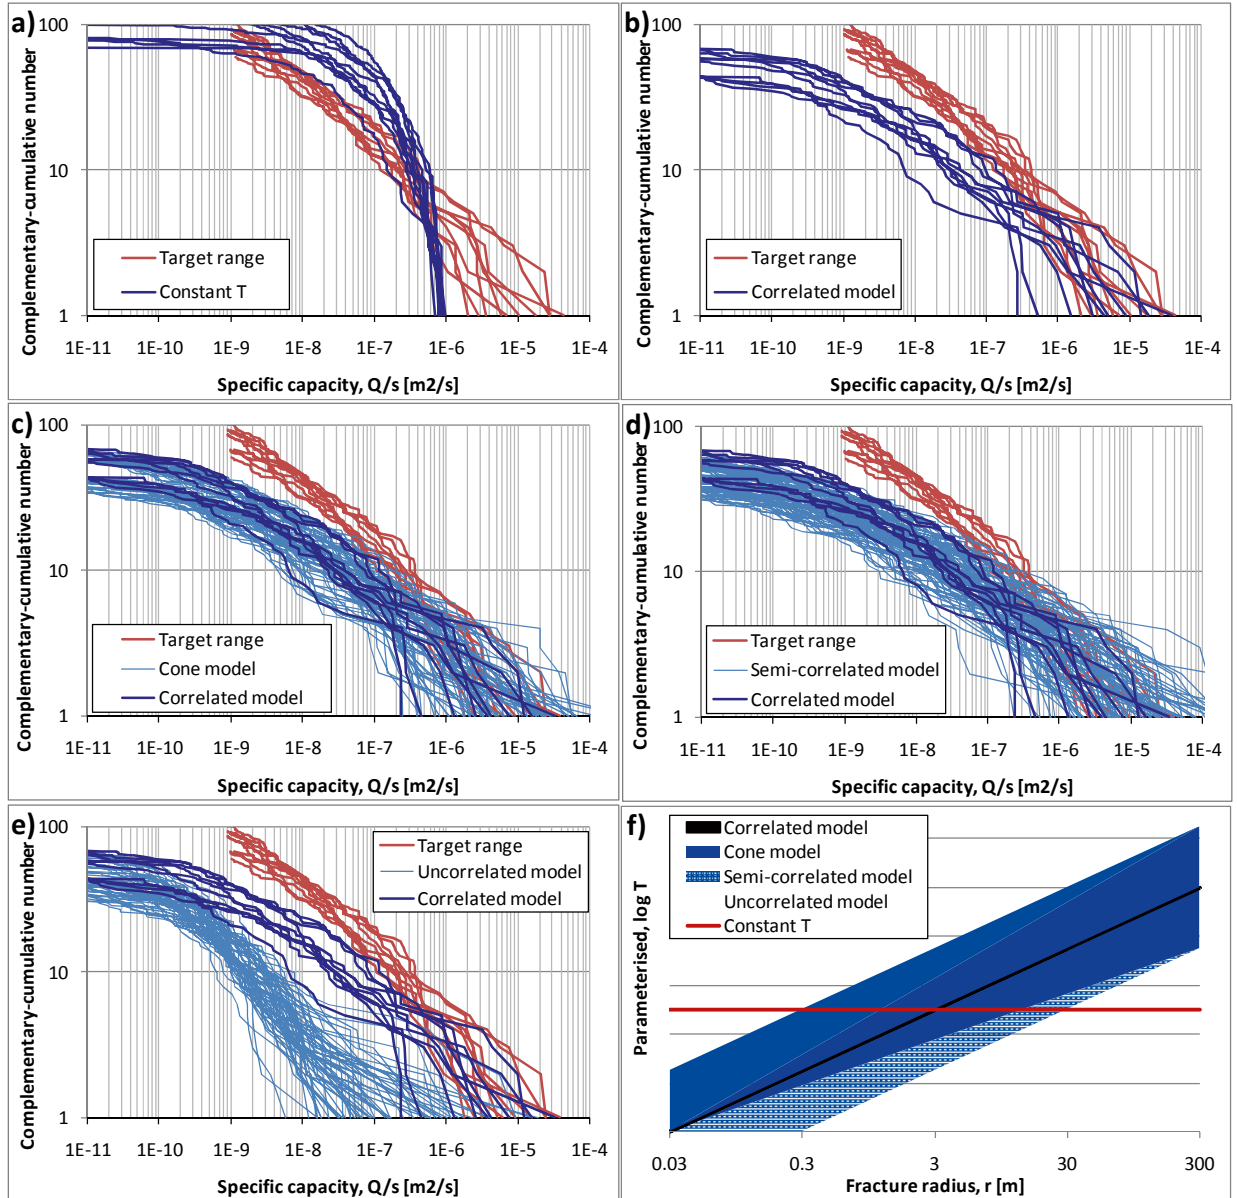 a)
Complementary-cumulative number
100
10
1
Target range
Constant T
1E-11 1E-10 1E-9 1E-8 1E-7 1E-6 1E-5 1E-4
Specific capacity, Q/s [m2/s]
b)
Complementary-cumulative number
100
10
1
Target range
Correlated model
1E-11 1E-10 1E-9 1E-8 1E-7 1E-6 1E-5 1E-4
Specific capacity, Q/s [m2/s]
c)
Complementary-cumulative number
100
10
1
Target range
Cone model
Correlated model
1E-11 1E-10 1E-9 1E-8 1E-7 1E-6 1E-5 1E-4
Specific capacity, Q/s [m2/s]
d)
Complementary-cumulative number
100
10
1
Target range
Semi-correlated model
Correlated model
1E-11 1E-10 1E-9 1E-8 1E-7 1E-6 1E-5 1E-4
Specific capacity, Q/s [m2/s]
e)
Complementary-cumulative number
100
10
1
Target range
Uncorrelated model
Correlated model
1E-11 1E-10 1E-9 1E-8 1E-7 1E-6 1E-5 1E-4
Specific capacity, Q/s [m2/s]
f)
Parameterised, log T
Correlated model
Cone model
Semi-correlated model
Uncorrelated model
Constant T
0.03 0.3 3 30 300
Fracture radius, r [m]